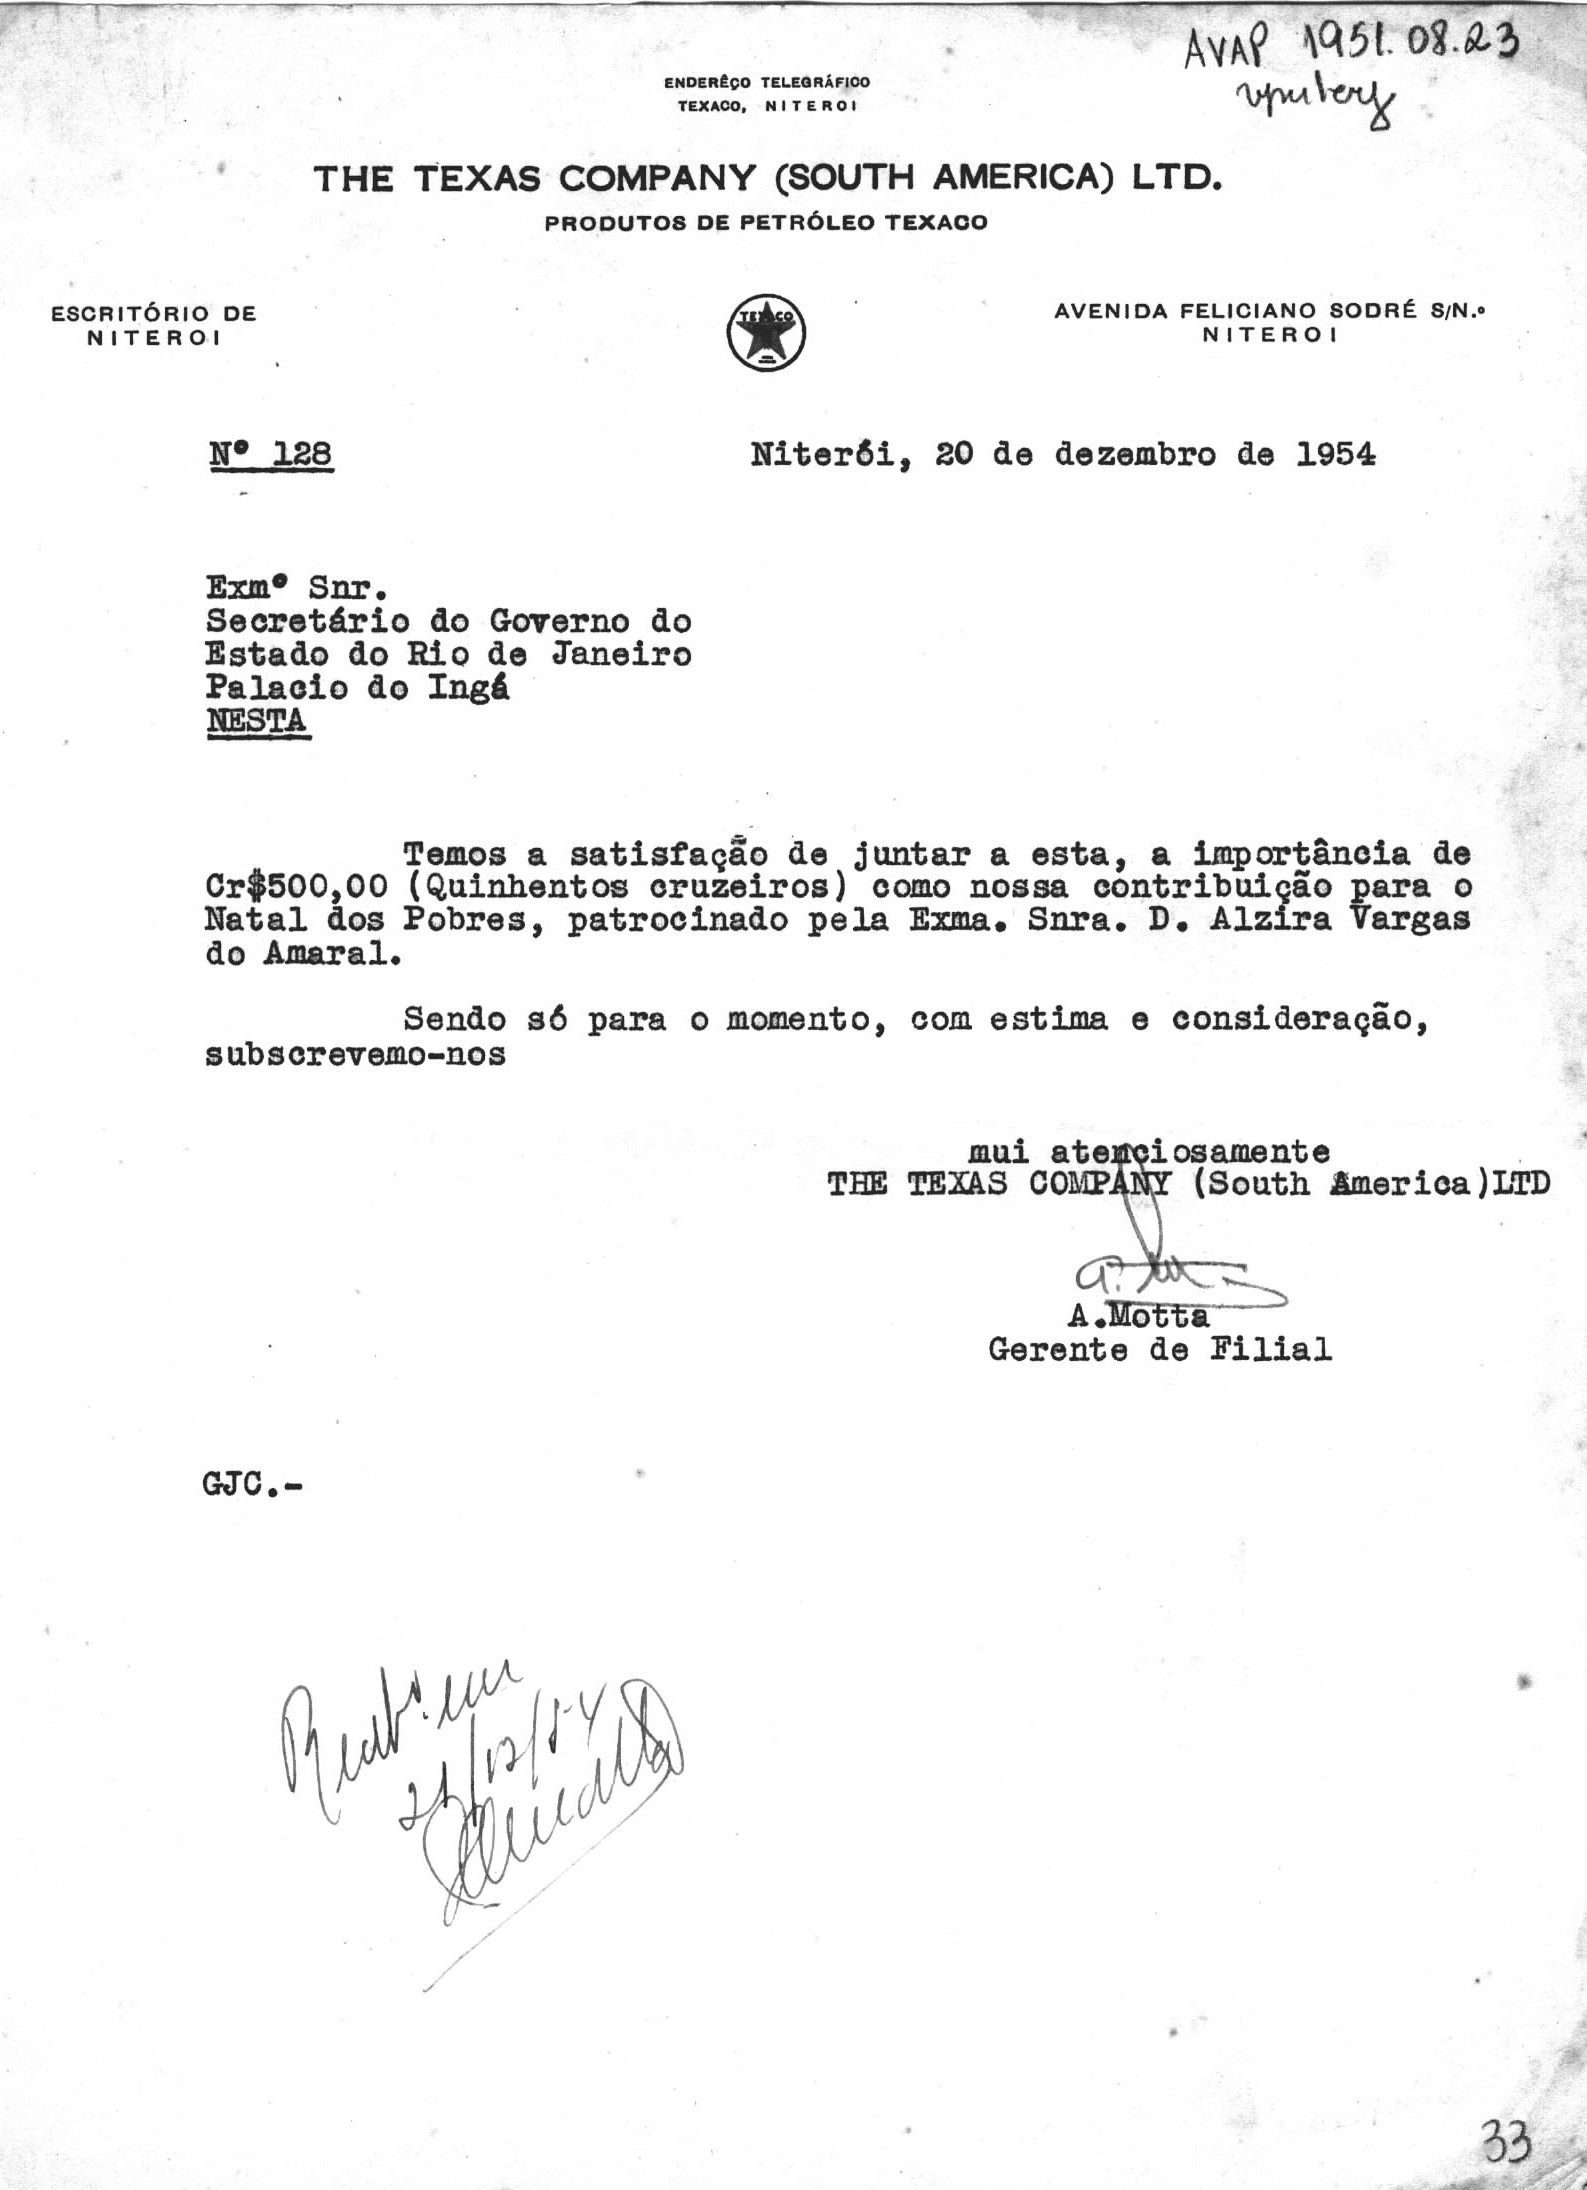 AVAP 1951.08.23
ENDERÊÇO TELEGRÁFICO
TEXACO, NITEROI
THE TEXAS COMPANY (SOUTH AMERICA) LTD.
PRODUTOS DE PETRÓLEO TEXACO
ESCRITÓRIO DE
NITEROI
TEXACO
AVENIDA FELICIANO SODRÉ S/N.º
NITEROI
Nº 128
Niterói, 20 de dezembro de 1954
Exmº Snr.
Secretário do Governo do
Estado do Rio de Janeiro
Palacio do Ingá
NESTA
Temos a satisfação de juntar a esta, a importância de
Cr$500,00 (Quinhentos cruzeiros) como nossa contribuição para o
Natal dos Pobres, patrocinado pela Exma. Snra. D. Alzira Vargas
do Amaral.
Sendo só para o momento, com estima e consideração,
subscrevemo-nos
mui atenciosamente
THE TEXAS COMPANY (South America)LTD
A.Motta
Gerente de Filial
GJC.-
em
21/12/54
33